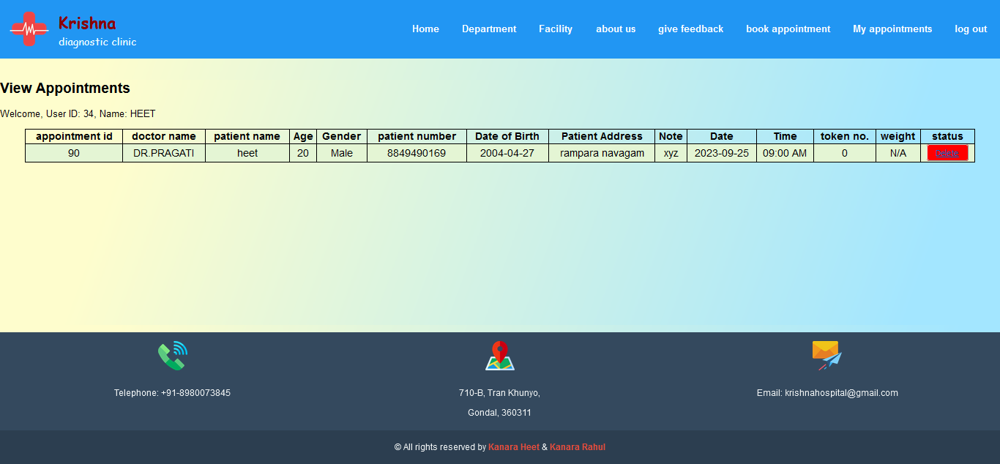 Krishna
diagnostic clinic
Home Department Facility about us give feedback book appointment My appointments log out
View Appointments
Welcome, User ID: 34, Name: HEET
appointment id doctor name patient name Age Gender patient number Date of Birth Patient Address Note Date Time token no. weight status
90 DR.PRAGATI heet 20 Male 8849490169 2004-04-27 rampara navagam xyz 2023-09-25 09:00 AM 0 N/A Delete
Telephone: +91-8980073845
710-B, Tran Khunyo,
Gondal, 360311
Email: krishnahospital@gmail.com
© All rights reserved by Kanara Heet & Kanara Rahul